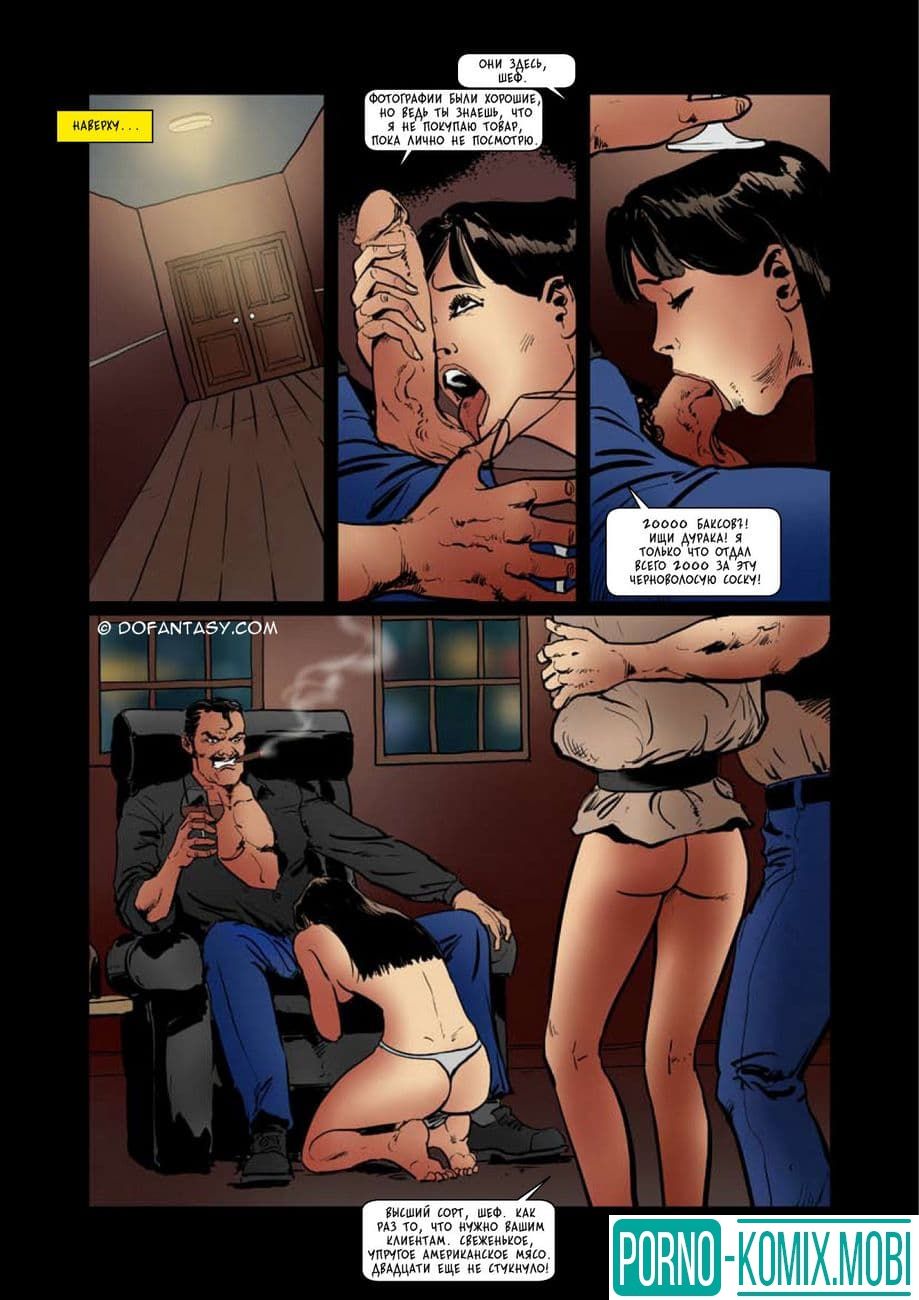 НАВЕРХУ...
ОНИ ЗДЕСЬ,
ШЕФ.
ФОТОГРАФИИ БЫЛИ ХОРОШИЕ,
НО ВЕДЬ ТЫ ЗНАЕШЬ, ЧТО
Я НЕ ПОКУПАЮ ТОВАР,
ПОКА ЛИЧНО НЕ ПОСМОТРЮ.
20000 БАКСОВ?!
ИЩИ ДУРАКА! Я
ТОЛЬКО ЧТО ОТДАЛ
ВСЕГО 2000 ЗА ЭТУ
ЧЕРНОВОЛОСУЮ СОСКУ!
© DOFANTASY.COM
ВЫСШИЙ СОРТ, ШЕФ. КАК
РАЗ ТО, ЧТО НУЖНО ВАШИМ
КЛИЕНТАМ. СВЕЖЕНЬКОЕ,
УПРУГОЕ АМЕРИКАНСКОЕ МЯСО.
ДВАДЦАТИ ЕЩЕ НЕ СТУКНУЛО!
PORNO-KOMIX.MOBI